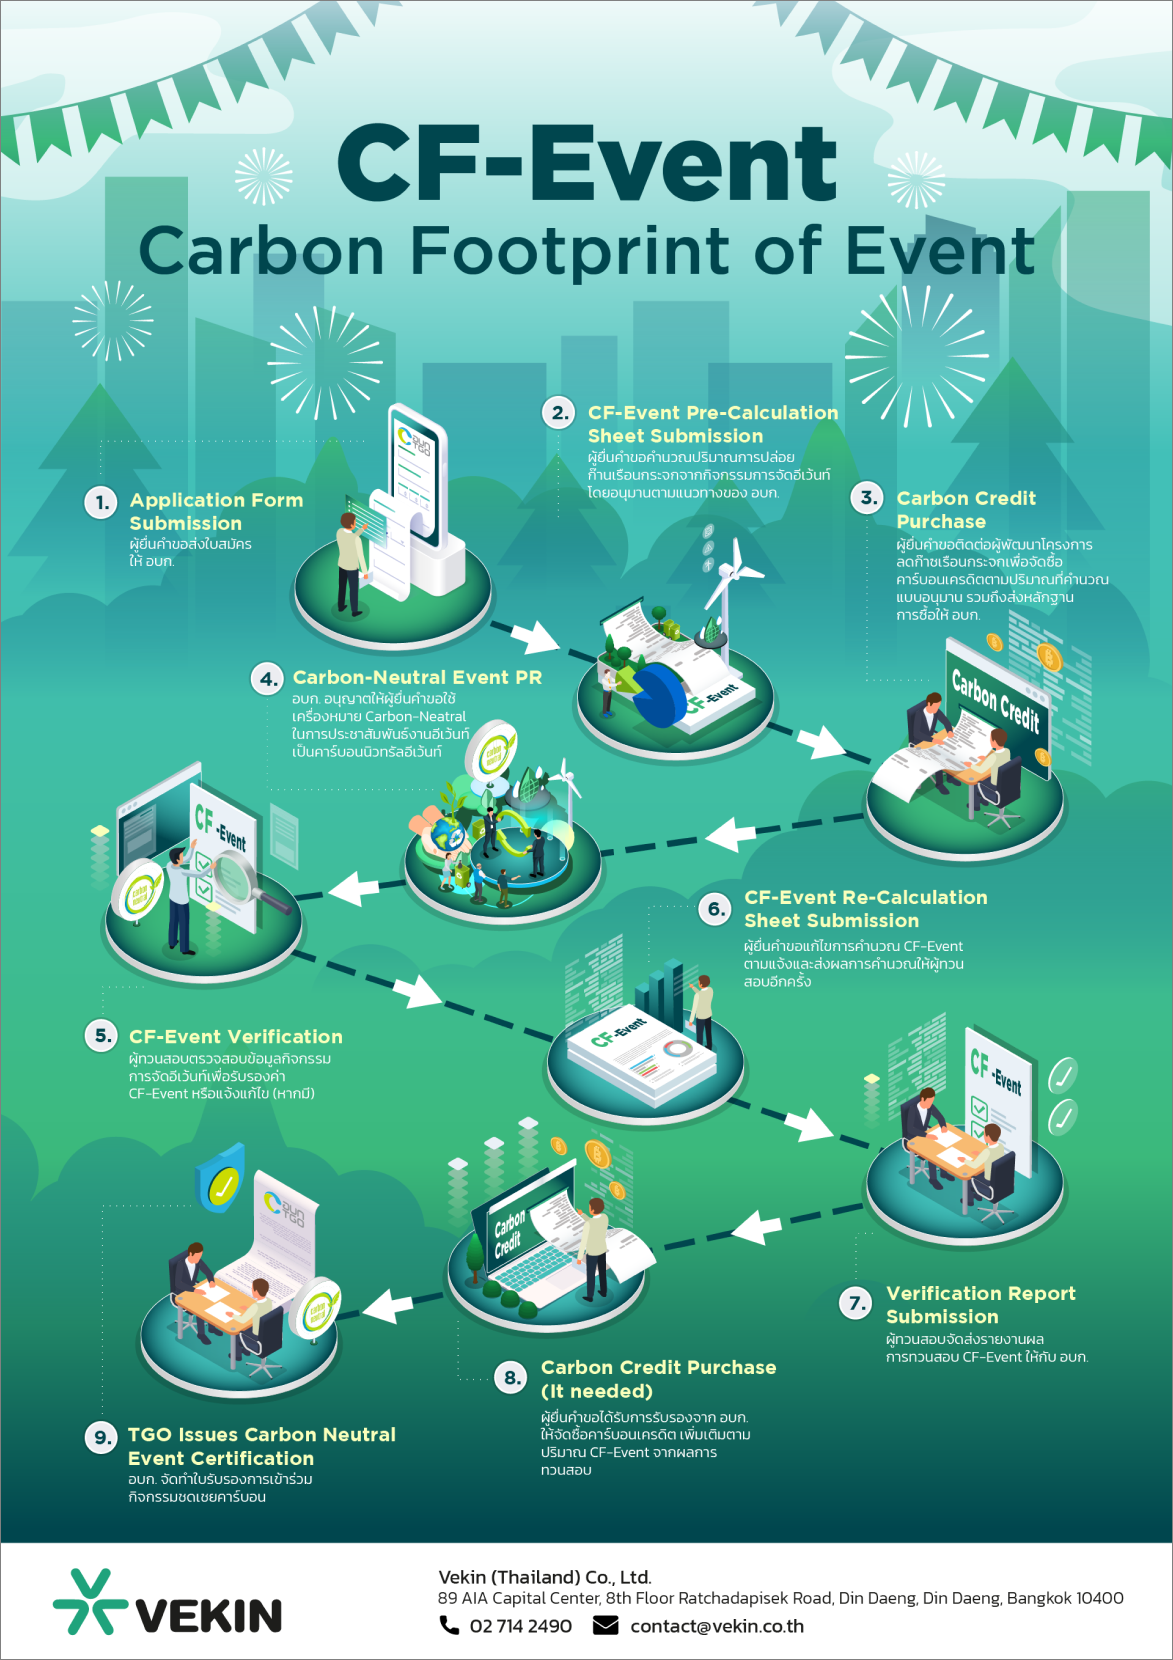 CF-Event
Carbon Footprint of Event
1.
Application Form
Submission
ผู้ยื่นคำขอส่งใบสมัคร
ให้ อบก.
2.
CF-Event Pre-Calculation
Sheet Submission
ผู้ยื่นคำขอคำนวณปริมาณการปล่อย
ก๊านเรือนกระจกจากกิจกรรมการจัดอีเว้นท์
โดยอนุมานตามแนวทางของ อบก.
3.
Carbon Credit
Purchase
ผู้ยื่นคำขอติดต่อผู้พัฒนาโครงการ
ลดก๊าซเรือนกระจกเพื่อจัดซื้อ
คาร์บอนเครดิตตามปริมาณที่คำนวณ
แบบอนุมาน รวมถึงส่งหลักฐาน
การซื้อให้ อบก.
CF-Event
Carbon Credit
4.
Carbon-Neutral Event PR
อบก. อนุญาตให้ผู้ยื่นคำขอใช้
เครื่องหมาย Carbon-Neatral
ในการประชาสัมพันธ์งานอีเว้นท์
เป็นคาร์บอนนิวทรัลอีเว้นท์
CF-Event
5.
CF-Event Verification
ผู้ทวนสอบตรวจสอบข้อมูลกิจกรรม
การจัดอีเว้นท์เพื่อรับรองค่า
CF-Event หรือแจ้งแก้ไข (หากมี)
6.
CF-Event Re-Calculation
Sheet Submission
ผู้ยื่นคำขอแก้ไขการคำนวณ CF-Event
ตามแจ้งและส่งผลการคำนวณให้ผู้ทวน
สอบอีกครั้ง
CF-Event
CF-Event
7.
Verification Report
Submission
ผู้ทวนสอบจัดส่งรายงานผล
การทวนสอบ CF-Event ให้กับ อบก.
Carbon
Credit
8.
Carbon Credit Purchase
(It needed)
ผู้ยื่นคำขอได้รับการรับรองจาก อบก.
ให้จัดซื้อคาร์บอนเครดิต เพิ่มเติมตาม
ปริมาณ CF-Event จากผลการ
ทวนสอบ
9.
TGO Issues Carbon Neutral
Event Certification
อบก. จัดทำใบรับรองการเข้าร่วม
กิจกรรมชดเชยคาร์บอน
VEKIN
Vekin (Thailand) Co., Ltd.
89 AIA Capital Center, 8th Floor Ratchadapisek Road, Din Daeng, Din Daeng, Bangkok 10400
02 714 2490 contact@vekin.co.th